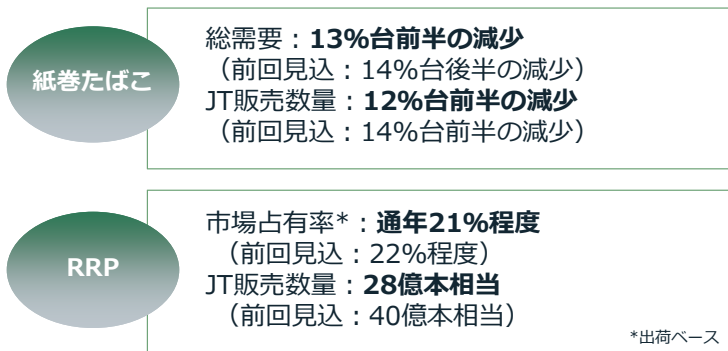 紙巻たばこ
総需要：13%台前半の減少
（前回見込：14%台後半の減少）
JT販売数量：12%台前半の減少
（前回見込：14%台前半の減少）
RRP
市場占有率*：通年21%程度
（前回見込：22%程度）
JT販売数量：28億本相当
（前回見込：40億本相当）
*出荷ベース